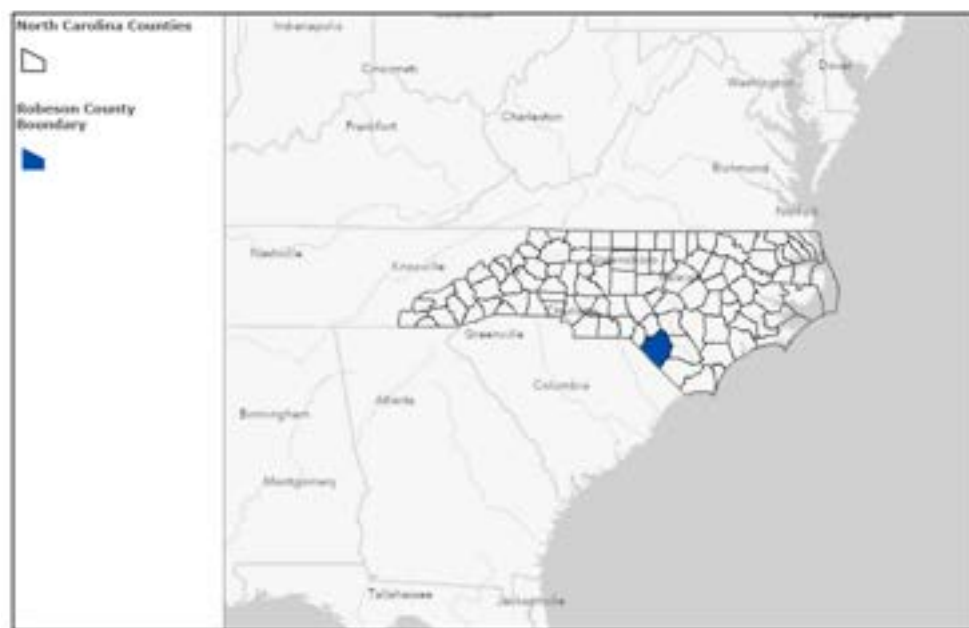 North Carolina Counties
Robeson County
Boundary
Indianapolis
Cincinnati
Dover
Washington
Charleston
Frankfort
Richmond
Norfolk
Nashville
Knoxville
Greenville
Columbia
Atlanta
Birmingham
Montgomery
Tallahassee
Jacksonville